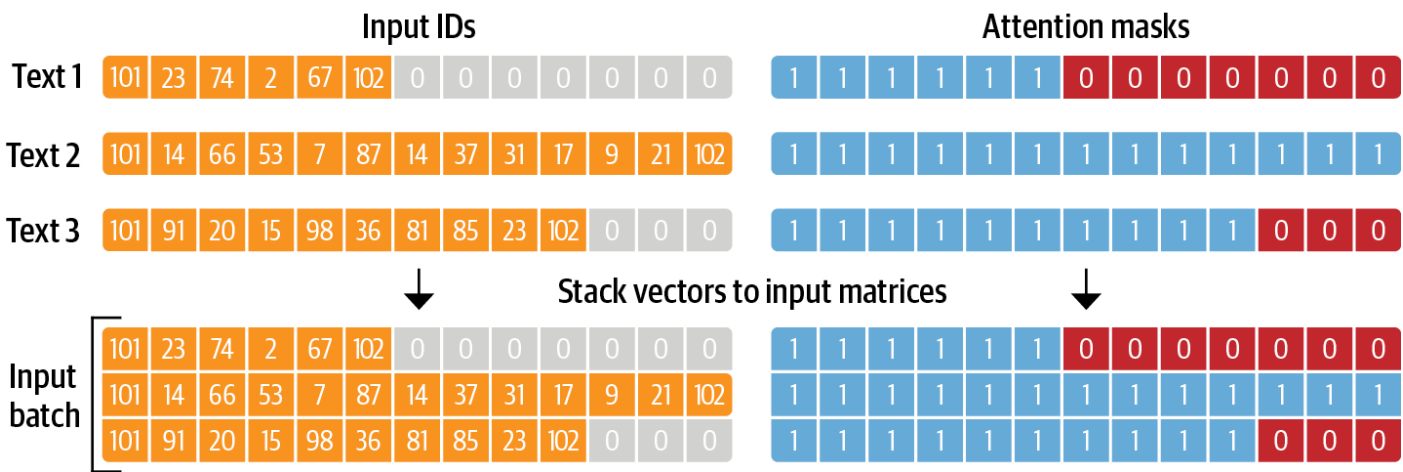 Input IDs Attention masks
Text 1 101 23 74 2 67 102 0 0 0 0 0 0 0 1 1 1 1 1 1 0 0 0 0 0 0 0
Text 2 101 14 66 53 7 87 14 37 31 17 9 21 102 1 1 1 1 1 1 1 1 1 1 1 1 1
Text 3 101 91 20 15 98 36 81 85 23 102 0 0 0 1 1 1 1 1 1 1 1 1 1 0 0 0
Stack vectors to input matrices
Input batch
101 23 74 2 67 102 0 0 0 0 0 0 0 1 1 1 1 1 1 0 0 0 0 0 0 0
101 14 66 53 7 87 14 37 31 17 9 21 102 1 1 1 1 1 1 1 1 1 1 1 1 1
101 91 20 15 98 36 81 85 23 102 0 0 0 1 1 1 1 1 1 1 1 1 1 0 0 0